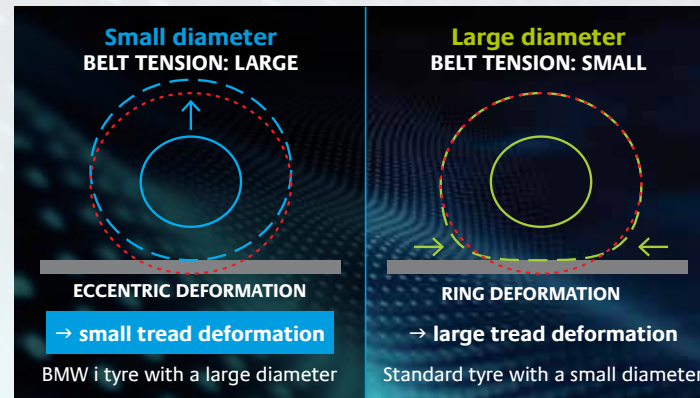 Small diameter
BELT TENSION: LARGE
ECCENTRIC DEFORMATION
→ small tread deformation
BMW i tyre with a large diameter
Large diameter
BELT TENSION: SMALL
RING DEFORMATION
→ large tread deformation
Standard tyre with a small diameter